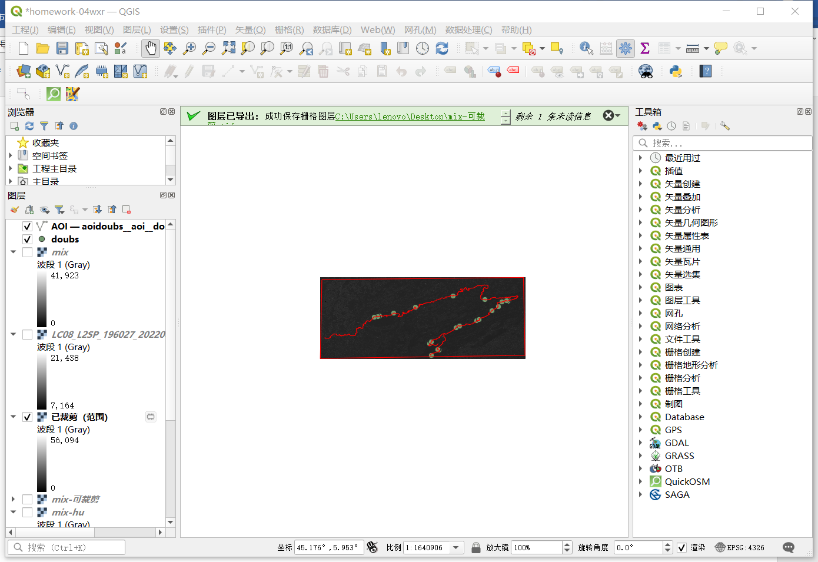 *homework-04wxr — QGIS
工程(J) 编辑(E) 视图(V) 图层(L) 设置(S) 插件(P) 矢量(O) 栅格(R) 数据库(D) Web(W) 网孔(M) 数据处理(C) 帮助(H)
浏览器
收藏夹
空间书签
工程主目录
主目录
图层
AOI — aoidoubs_aoi_do
doubs
mix
波段 1 (Gray)
41,923
0
LC08_L2SP_196027_20220
波段 1 (Gray)
21,488
7,164
已裁剪（范围）
波段 1 (Gray)
56,094
0
mix-可裁剪
mix-hu
波段 1 (Gray)
图层已导出：成功保存栅格图层C:\Users\lenovo\Desktop\mix-可裁
剩余 1 条未读信息
工具箱
搜索...
最近用过
插值
矢量创建
矢量叠加
矢量分析
矢量几何图形
矢量属性表
矢量通用
矢量瓦片
矢量选集
图表
图层工具
网孔
网络分析
文件工具
栅格创建
栅格地形分析
栅格分析
栅格工具
制图
Database
GPS
GDAL
GRASS
OTB
QuickOSM
SAGA
搜索 (Ctrl+K)
坐标 45.176°,5.953° 比例 1:1640906 放大镜 100% 旋转角度 0.0° 渲染 EPSG:4326